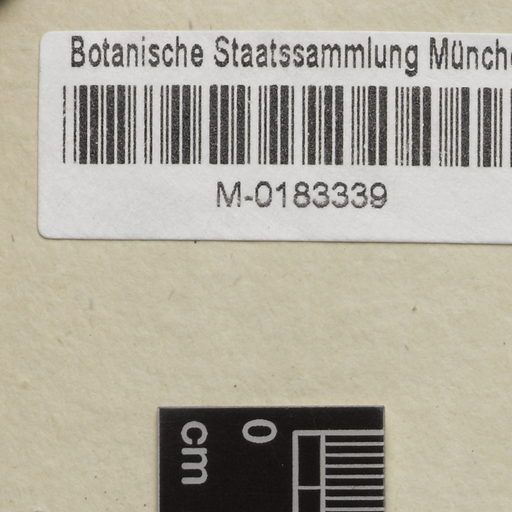 Botanische Staatssammlung Münch
M-0183339
0
cm